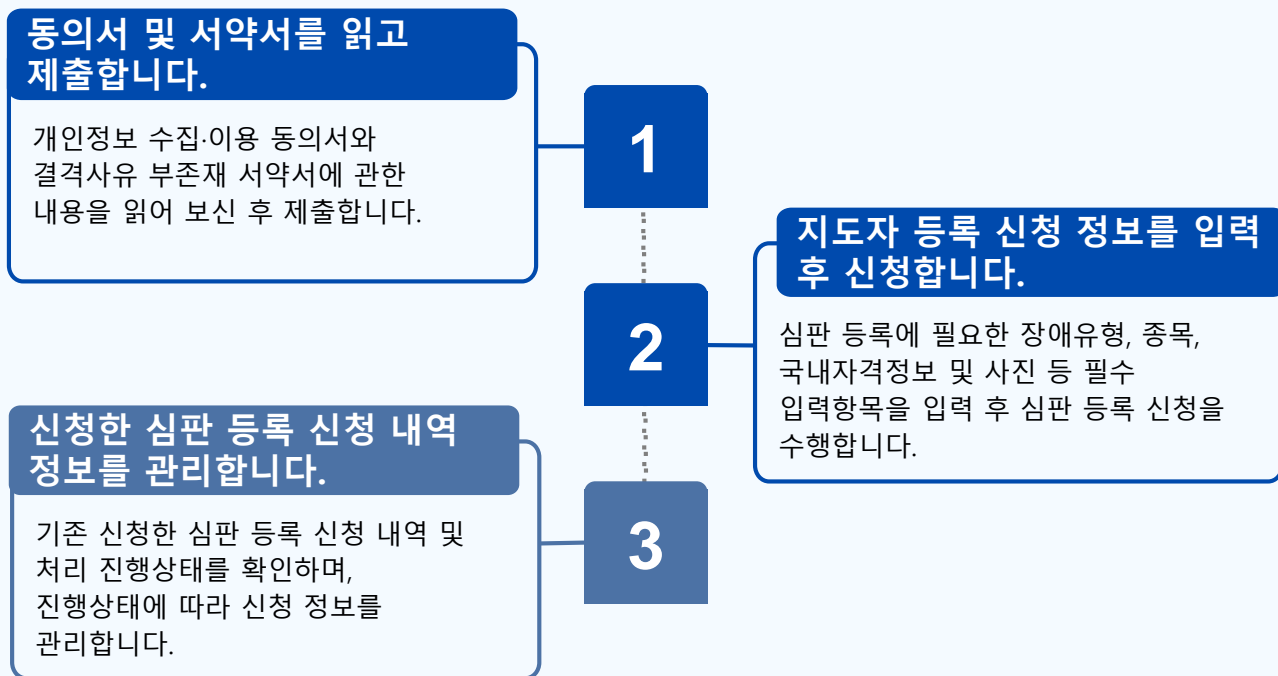 동의서 및 서약서를 읽고
제출합니다.
개인정보 수집·이용 동의서와
결격사유 부존재 서약서에 관한
내용을 읽어 보신 후 제출합니다.
1
지도자 등록 신청 정보를 입력
후 신청합니다.
심판 등록에 필요한 장애유형, 종목,
국내자격정보 및 사진 등 필수
입력항목을 입력 후 심판 등록 신청을
수행합니다.
2
신청한 심판 등록 신청 내역
정보를 관리합니다.
기존 신청한 심판 등록 신청 내역 및
처리 진행상태를 확인하며,
진행상태에 따라 신청 정보를
관리합니다.
3